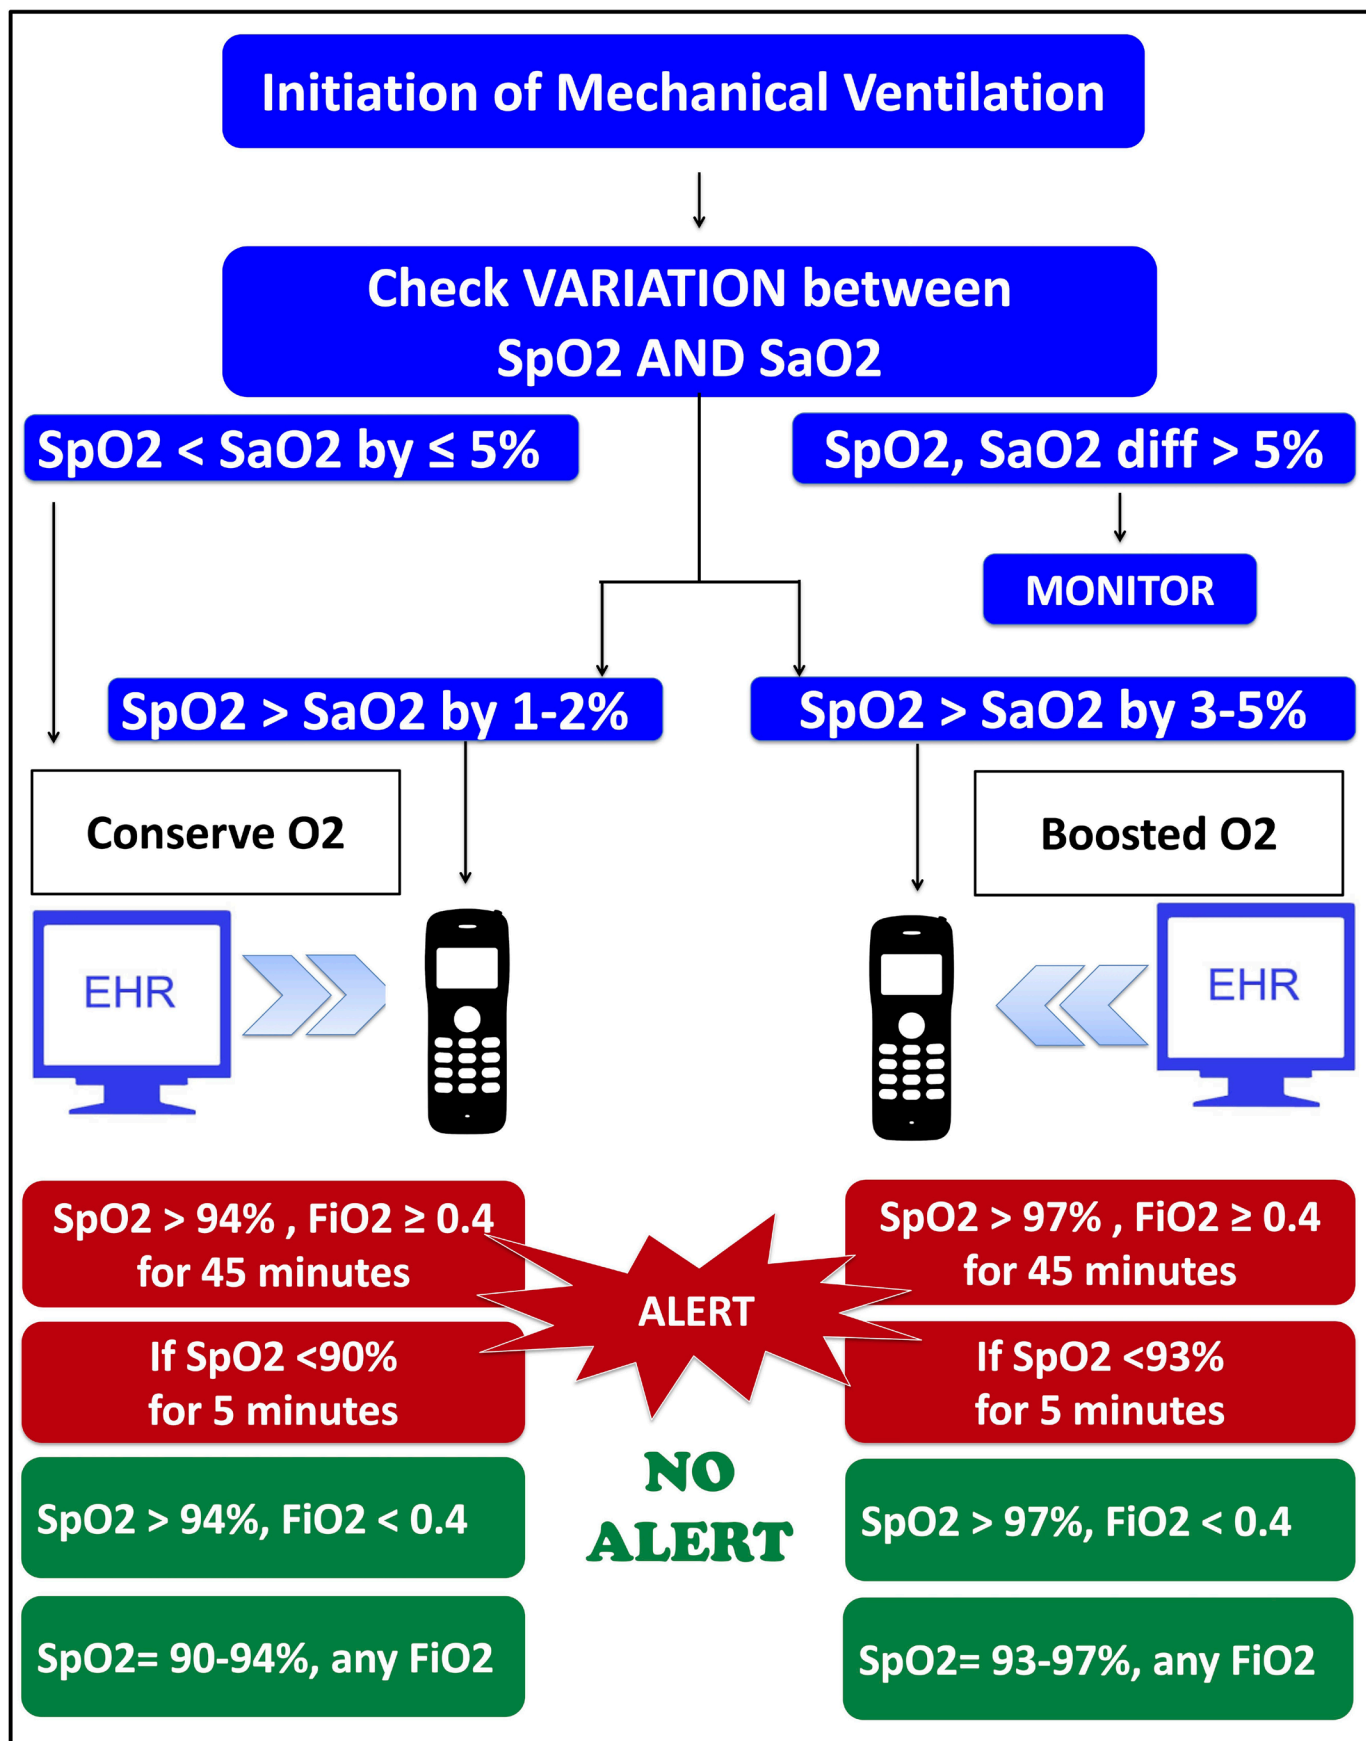 Initiation of Mechanical Ventilation
Check VARIATION between
SpO2 AND SaO2
SpO2 < SaO2 by ≤ 5%
SpO2, SaO2 diff > 5%
MONITOR
SpO2 > SaO2 by 1-2%
SpO2 > SaO2 by 3-5%
Conserve O2
Boosted O2
EHR
EHR
SpO2 > 94% , FiO2 ≥ 0.4
for 45 minutes
SpO2 > 97% , FiO2 ≥ 0.4
for 45 minutes
ALERT
If SpO2 <90%
for 5 minutes
If SpO2 <93%
for 5 minutes
NO
ALERT
SpO2 > 94%, FiO2 < 0.4
SpO2 > 97%, FiO2 < 0.4
SpO2= 90-94%, any FiO2
SpO2= 93-97%, any FiO2